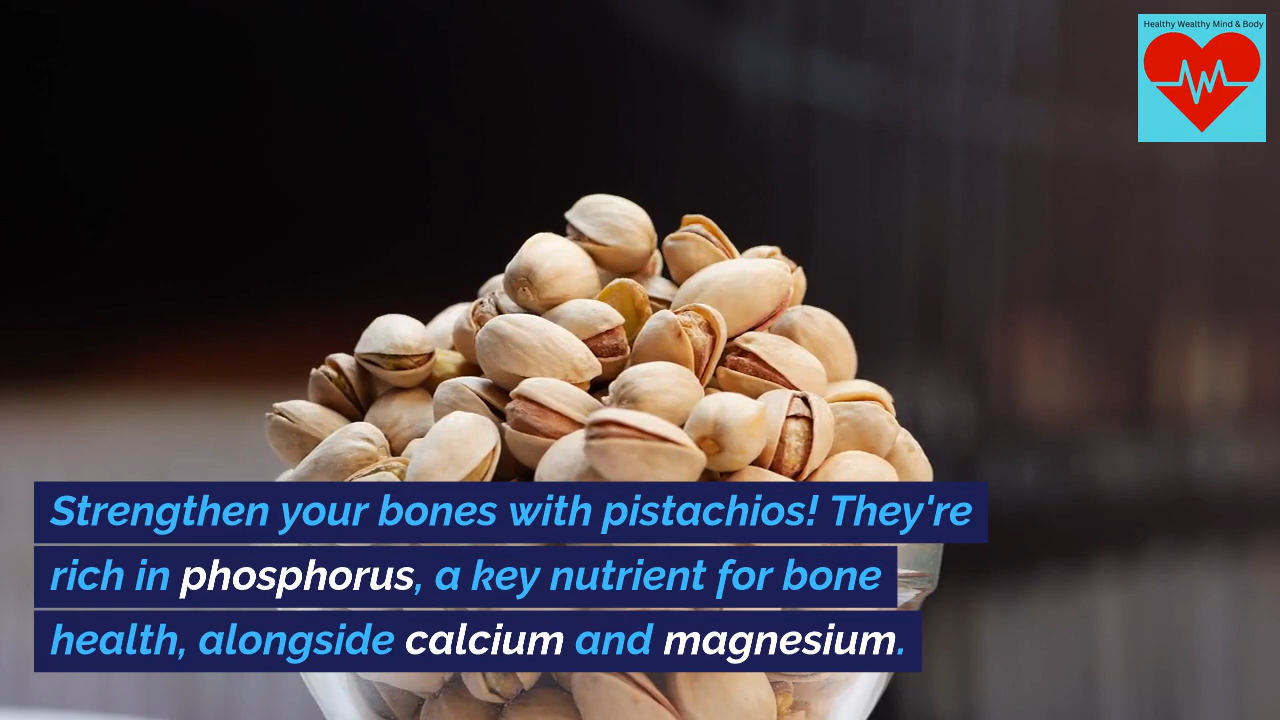 Healthy Wealthy Mind & Body
Strengthen your bones with pistachios! They're
rich in phosphorus, a key nutrient for bone
health, alongside calcium and magnesium.